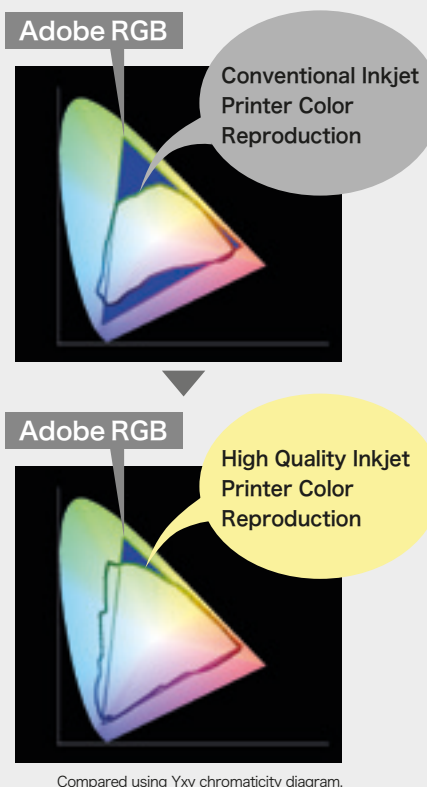 Adobe RGB
Conventional Inkjet
Printer Color
Reproduction
Adobe RGB
High Quality Inkjet
Printer Color
Reproduction
Compared using Yxy chromaticity diagram.